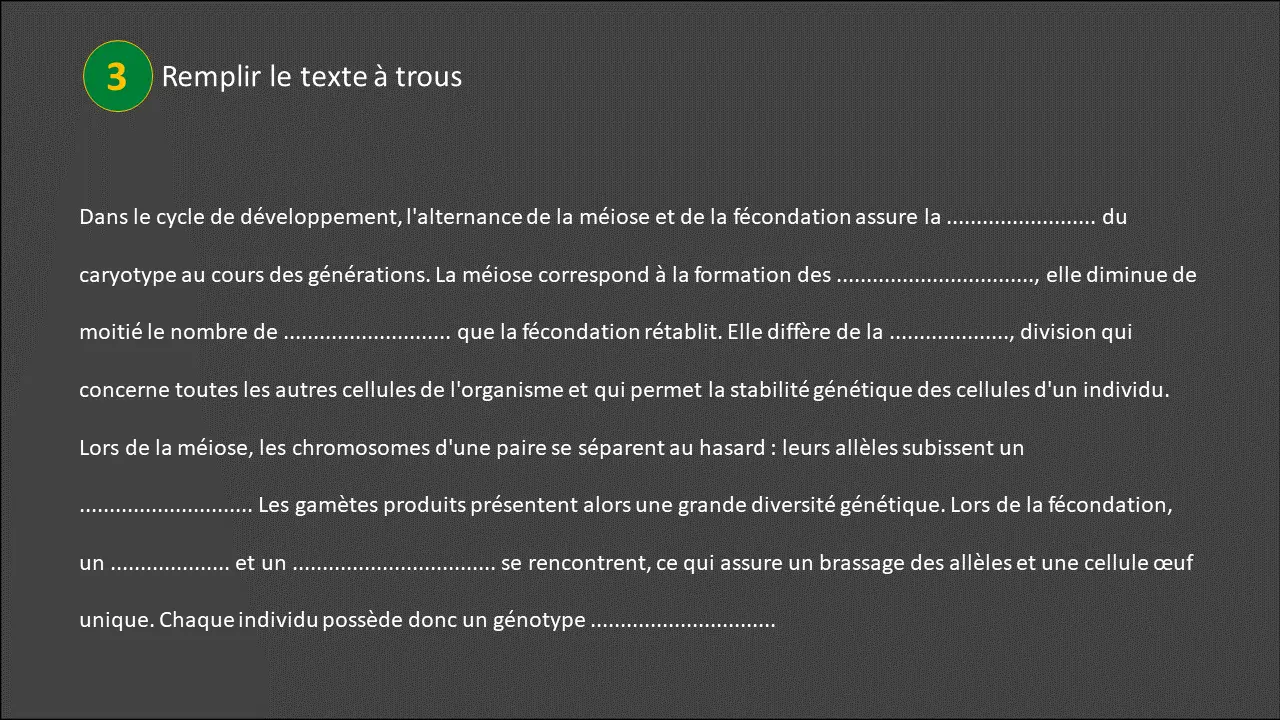 3 Remplir le texte à trous
Dans le cycle de développement, l'alternance de la méiose et de la fécondation assure la ......................... du
caryotype au cours des générations. La méiose correspond à la formation des ................................., elle diminue de
moitié le nombre de ............................ que la fécondation rétablit. Elle diffère de la ...................., division qui
concerne toutes les autres cellules de l'organisme et qui permet la stabilité génétique des cellules d'un individu.
Lors de la méiose, les chromosomes d'une paire se séparent au hasard : leurs allèles subissent un
............................. Les gamètes produits présentent alors une grande diversité génétique. Lors de la fécondation,
un .................... et un .................................. se rencontrent, ce qui assure un brassage des allèles et une cellule œuf
unique. Chaque individu possède donc un génotype ...............................